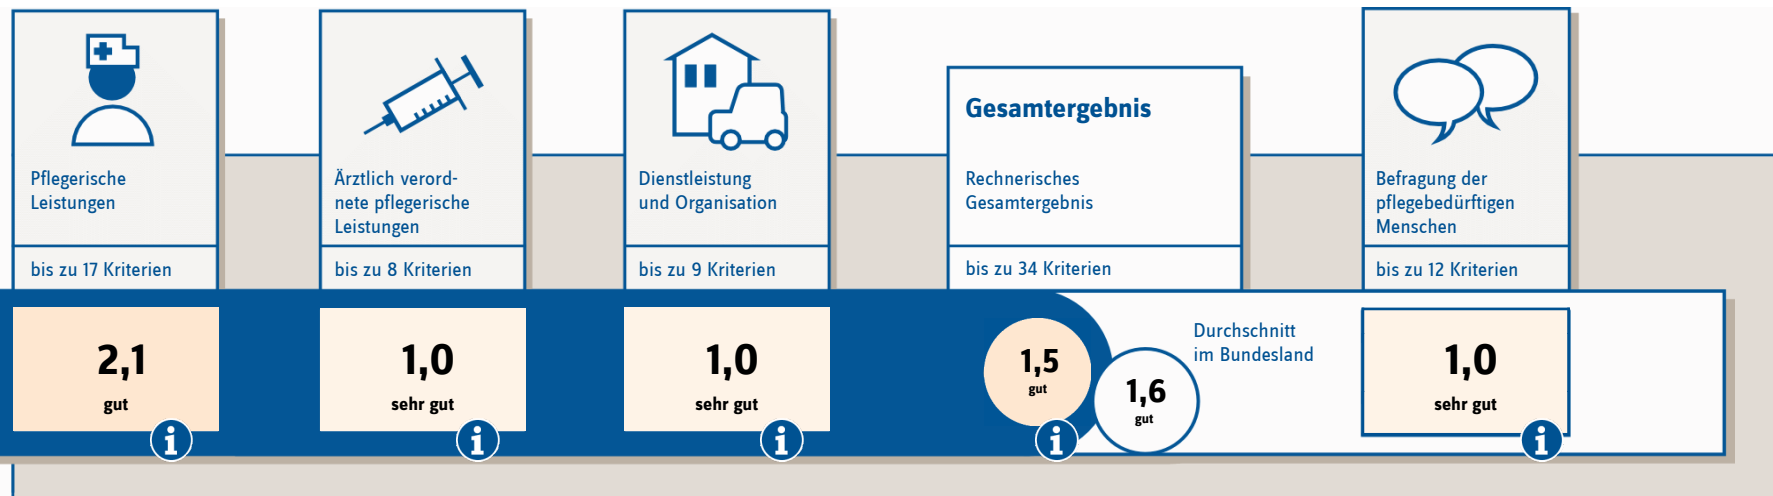 Pflegerische
Leistungen
bis zu 17 Kriterien
2,1
gut
i
Ärztlich verord-
nete pflegerische
Leistungen
bis zu 8 Kriterien
1,0
sehr gut
i
Dienstleistung
und Organisation
bis zu 9 Kriterien
1,0
sehr gut
i
Gesamtergebnis
Rechnerisches
Gesamtergebnis
bis zu 34 Kriterien
1,5
gut
i
1,6
gut
Durchschnitt
im Bundesland
Befragung der
pflegebedürftigen
Menschen
bis zu 12 Kriterien
1,0
sehr gut
i